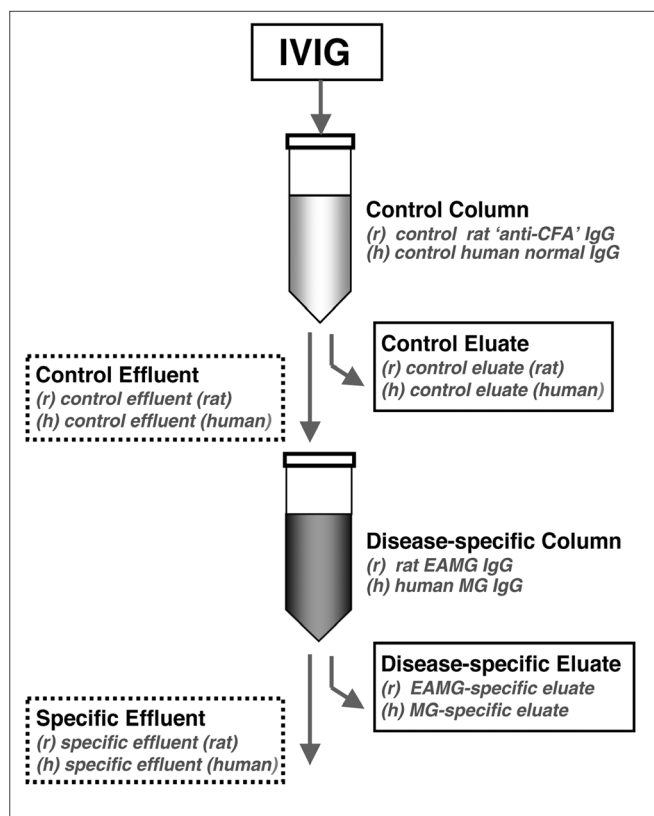 IVIG
Control Column
(r) control rat ‘anti-CFA’ IgG
(h) control human normal IgG
Control Eluate
(r) control eluate (rat)
(h) control eluate (human)
Control Effluent
(r) control effluent (rat)
(h) control effluent (human)
Disease-specific Column
(r) rat EAMG IgG
(h) human MG IgG
Disease-specific Eluate
(r) EAMG-specific eluate
(h) MG-specific eluate
Specific Effluent
(r) specific effluent (rat)
(h) specific effluent (human)